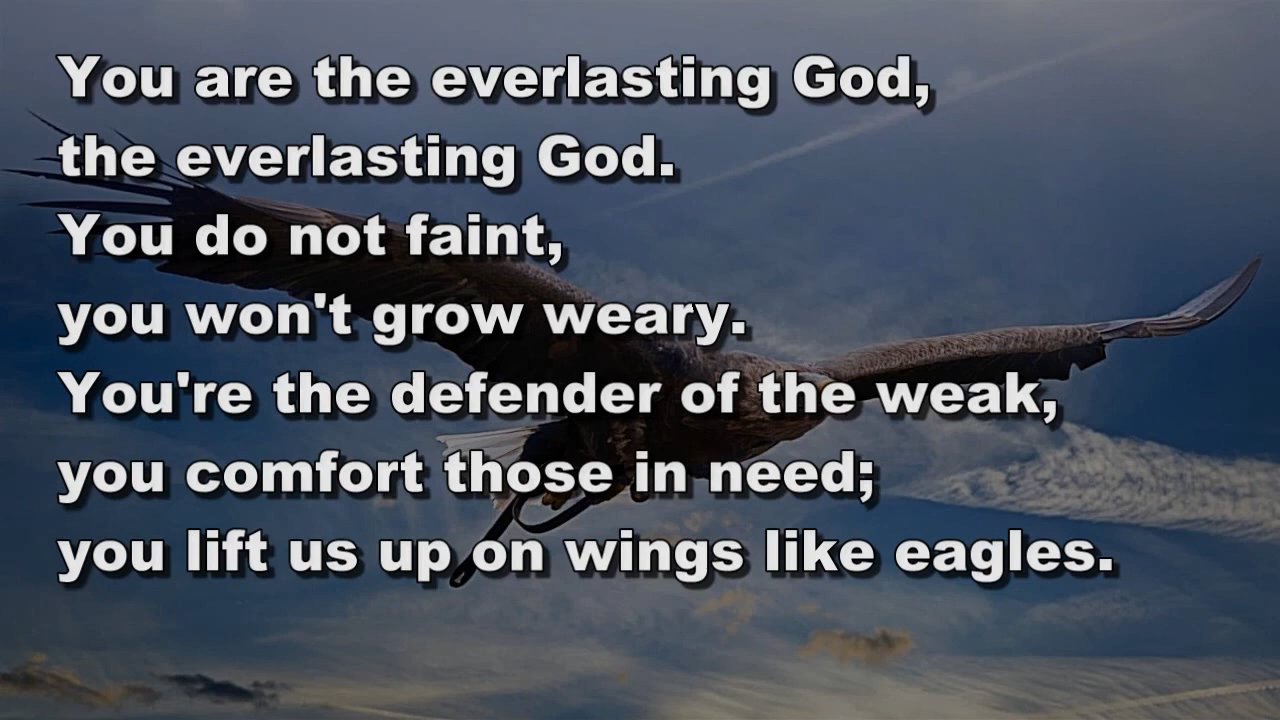 You are the everlasting God,
the everlasting God.
You do not faint,
you won't grow weary.
You're the defender of the weak,
you comfort those in need;
you lift us up on wings like eagles.